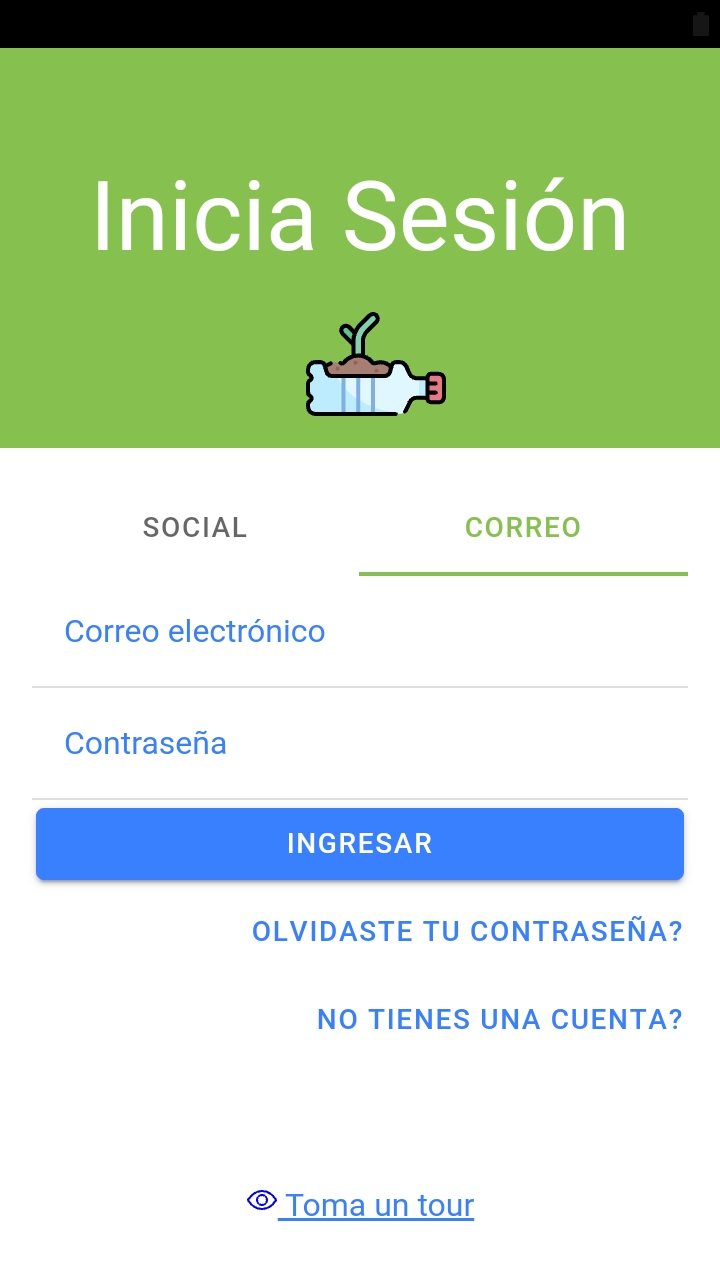 Inicia Sesión
SOCIAL
CORREO
Correo electrónico
Contraseña
INGRESAR
OLVIDASTE TU CONTRASEÑA?
NO TIENES UNA CUENTA?
Toma un tour